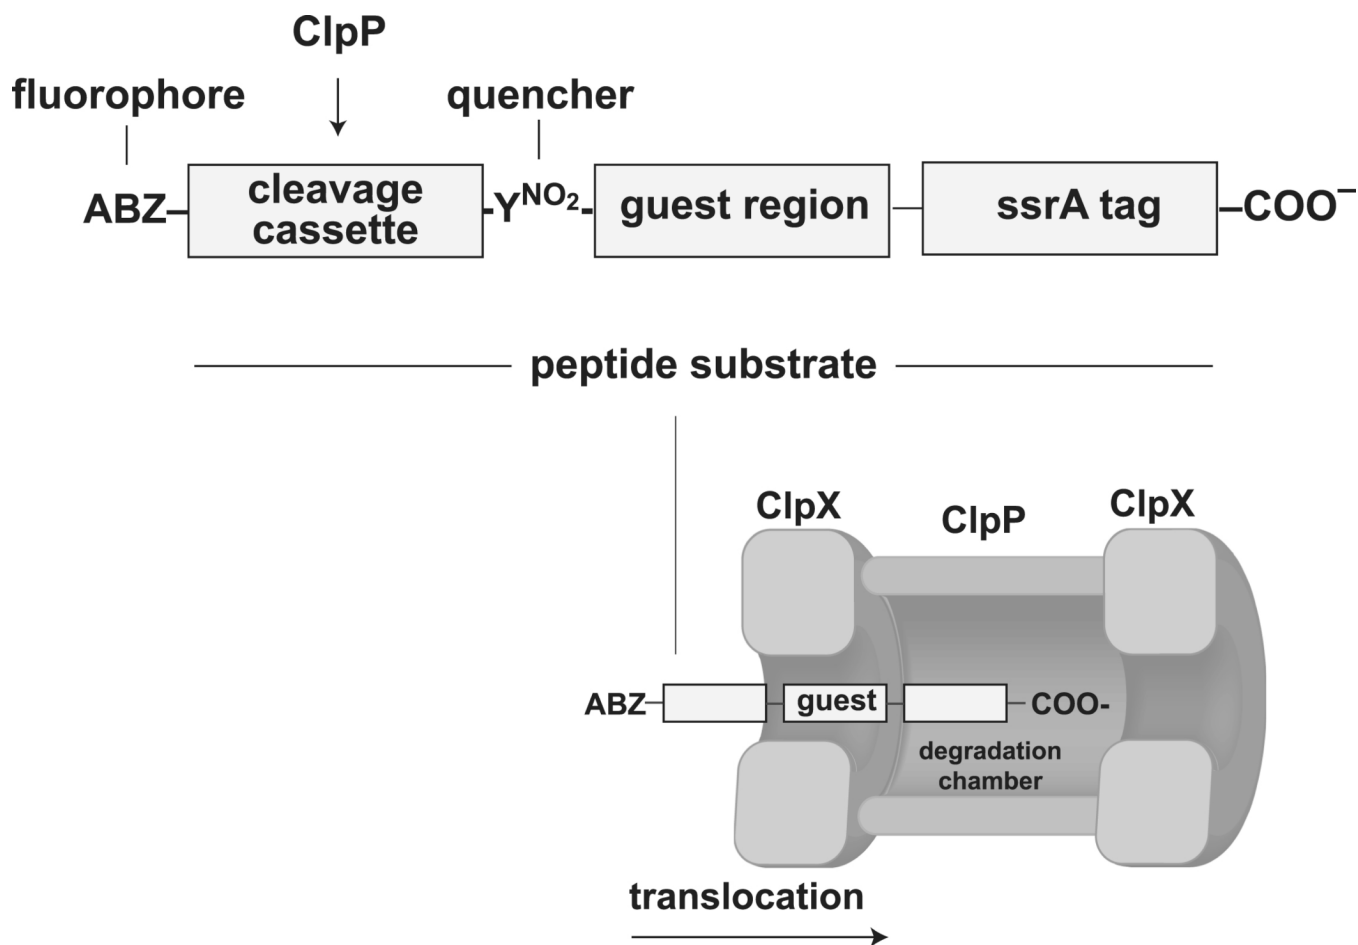 ClpP
fluorophore
quencher
ABZ–
cleavage
cassette
-Y^NO2-
guest region
ssrA tag
–COO⁻
peptide substrate
ClpX
ClpP
ClpX
ABZ
guest
COO-
degradation
chamber
translocation